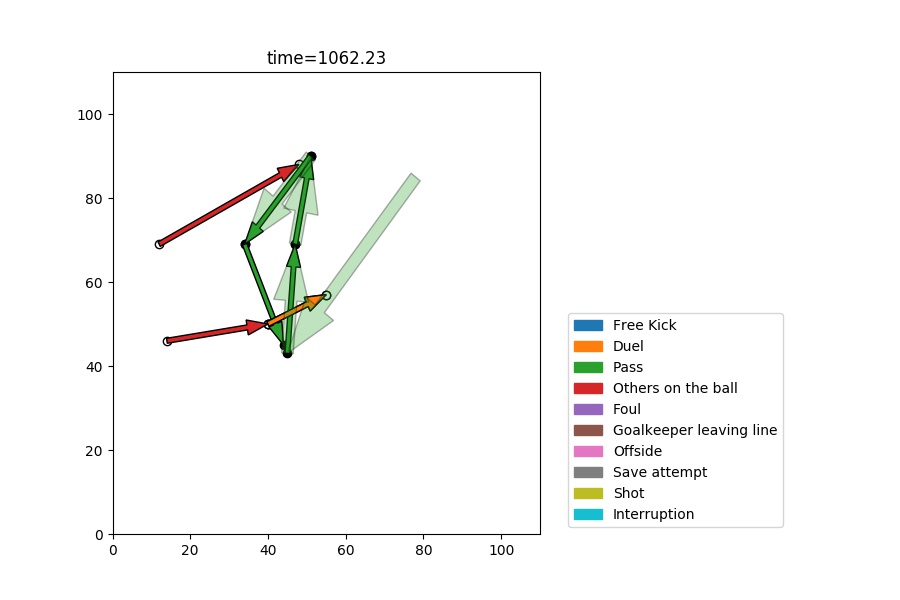 time=1062.23
100
80
60
40
20
0
0 20 40 60 80 100
Free Kick
Duel
Pass
Others on the ball
Foul
Goalkeeper leaving line
Offside
Save attempt
Shot
Interruption